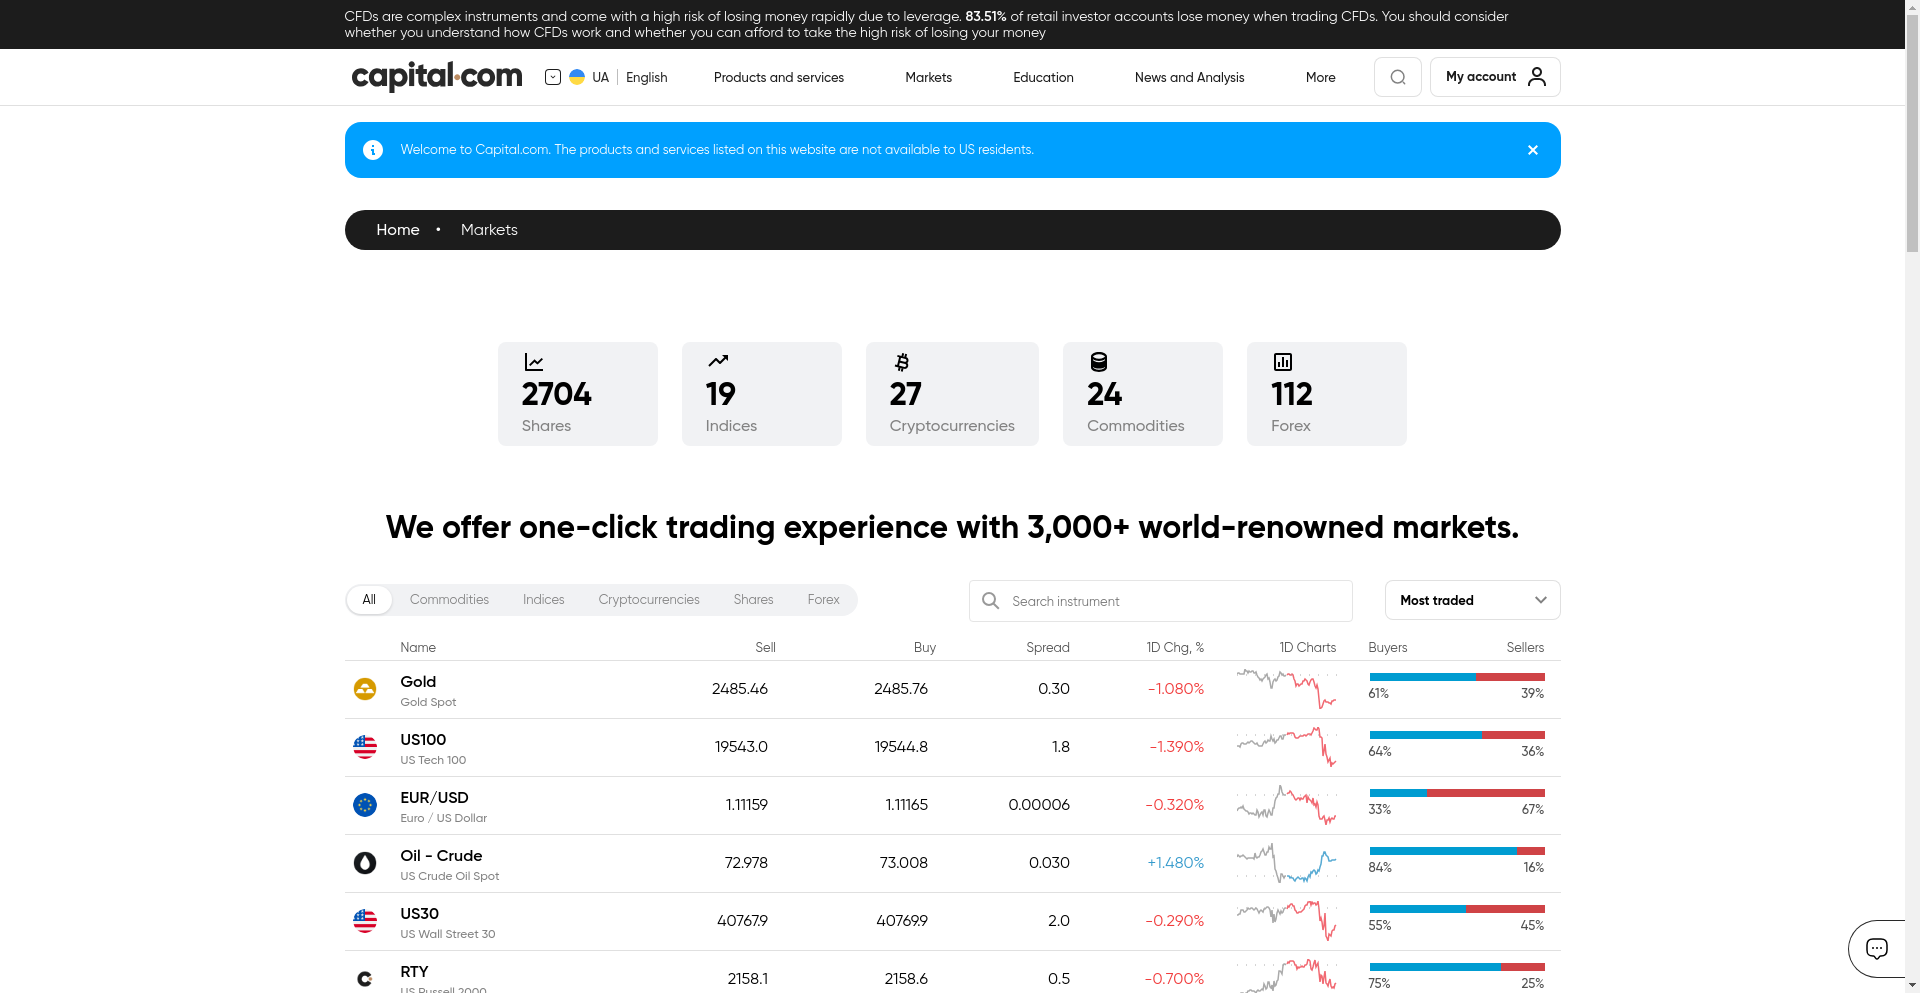 CFDs are complex instruments and come with a high risk of losing money rapidly due to leverage. 83.51% of retail investor accounts lose money when trading CFDs. You should consider
whether you understand how CFDs work and whether you can afford to take the high risk of losing your money
capital.com UA English Products and services Markets Education News and Analysis More My account
Welcome to Capital.com. The products and services listed on this website are not available to US residents.
Home • Markets
2704 19 27 24 112
Shares Indices Cryptocurrencies Commodities Forex
We offer one-click trading experience with 3,000+ world-renowned markets.
All Commodities Indices Cryptocurrencies Shares Forex Search instrument Most traded
Name Sell Buy Spread 1D Chg, % 1D Charts Buyers Sellers
Gold 2485.46 2485.76 0.30 -1.080% 61% 39%
Gold Spot
US100 19543.0 19544.8 1.8 -1.390% 64% 36%
US Tech 100
EUR/USD 1.11159 1.11165 0.00006 -0.320% 33% 67%
Euro / US Dollar
Oil - Crude 72.978 73.008 0.030 +1.480% 84% 16%
US Crude Oil Spot
US30 40767.9 40769.9 2.0 -0.290% 55% 45%
US Wall Street 30
RTY 2158.1 2158.6 0.5 -0.700% 75% 25%
US Russell 2000